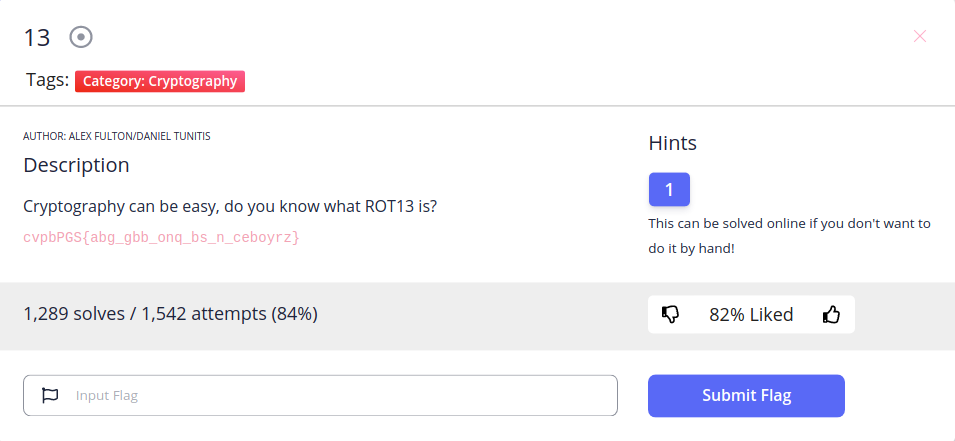 13
Tags: Category: Cryptography
AUTHOR: ALEX FULTON/DANIEL TUNITIS
Description
Cryptography can be easy, do you know what ROT13 is?
cvpbPGS{abg_gbb_onq_bs_n_ceboyrz}
Hints
1
This can be solved online if you don't want to
do it by hand!
1,289 solves / 1,542 attempts (84%)
82% Liked
Input Flag
Submit Flag